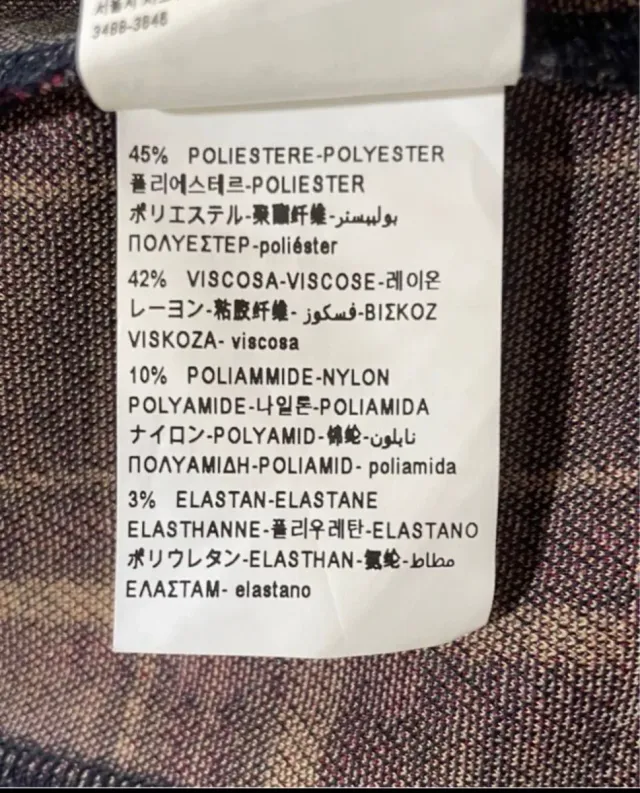 3488-3848
45% POLIESTERE-POLYESTER
폴리에스테르-POLIESTER
ポリエステル-聚酯纤维-بوليستر
ΠΟΛΥΕΣΤΕΡ-poliéster
42% VISCOSA-VISCOSE-레이온
レーヨン-粘胶纤维-فسكوز-ΒΙΣΚΟΖ
VISKOZA- viscosa
10% POLIAMMIDE-NYLON
POLYAMIDE-나일론-POLIAMIDA
ナイロン-POLYAMID-锦纶-نايلون
ΠΟΛΥΑΜΙΔΗ-POLIAMID- poliamida
3% ELASTAN-ELASTANE
ELASTHANNE-폴리우레탄-ELASTANO
ポリウレタン-ELASTHAN-氨纶-مطاط
ΕΛΑΣΤΑΜ- elastano